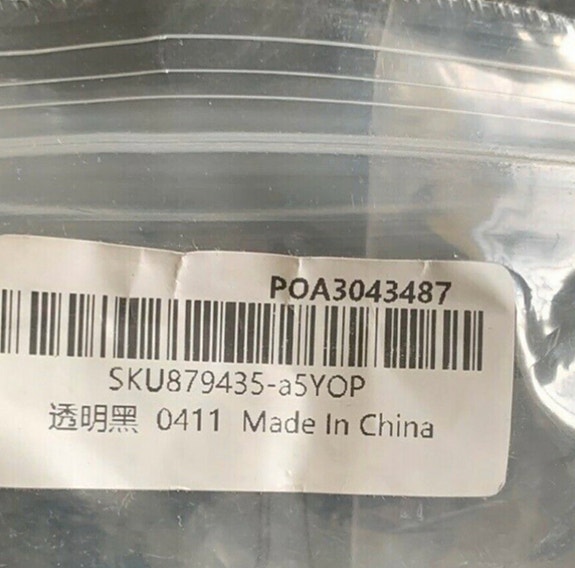 POA3043487
SKU879435-a5YOP
透明黑 0411 Made In China